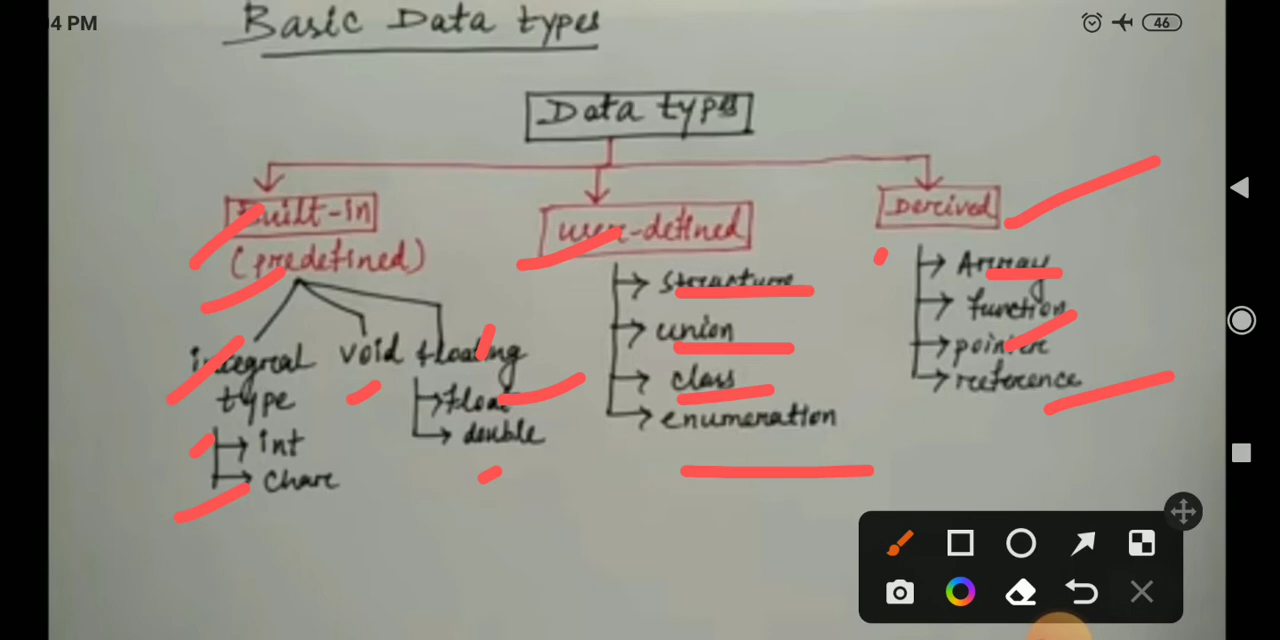 4 PM
46
Basic Data types
Data types
Built-in
(predefined)
integral
type
int
char
void
floating
float
double
user-defined
structure
union
class
enumeration
Derived
Array
function
pointer
reference